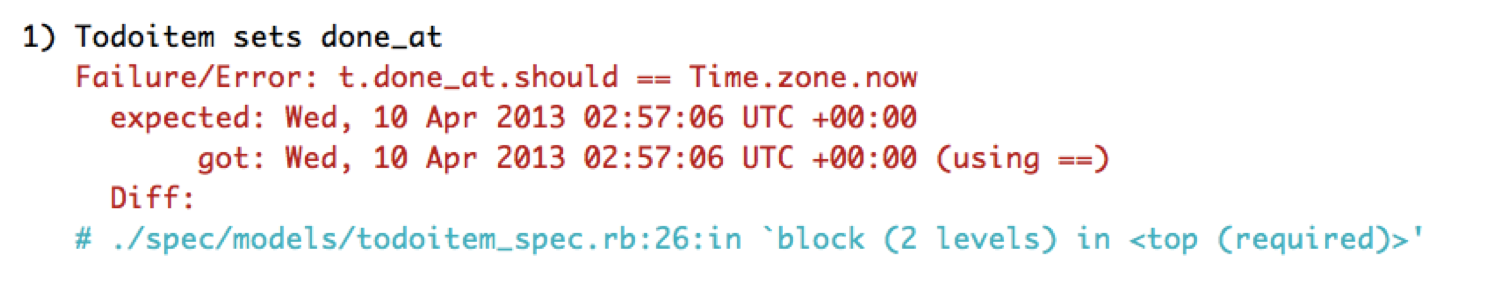 1) Todoitem sets done_at
Failure/Error: t.done_at.should == Time.zone.now
expected: Wed, 10 Apr 2013 02:57:06 UTC +00:00
got: Wed, 10 Apr 2013 02:57:06 UTC +00:00 (using ==)
Diff:
# ./spec/models/todoitem_spec.rb:26:in `block (2 levels) in <top (required)>'